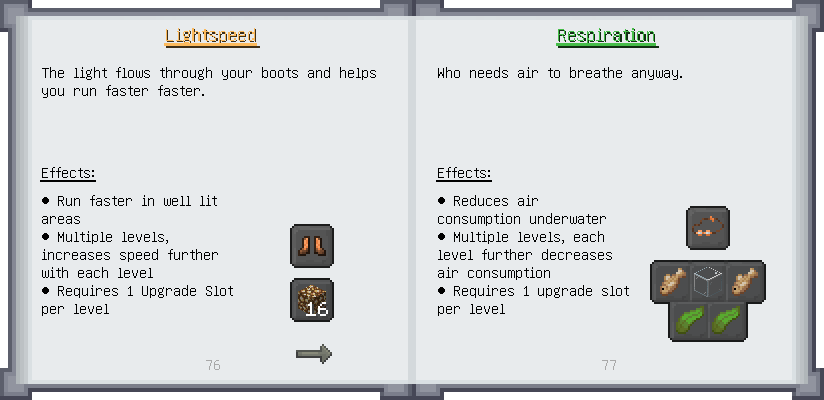 Lightspeed
The light flows through your boots and helps
you run faster faster.
Effects:
• Run faster in well lit
areas
• Multiple levels,
increases speed further
with each level
• Requires 1 Upgrade Slot
per level
16
76
Respiration
Who needs air to breathe anyway.
Effects:
• Reduces air
consumption underwater
• Multiple levels, each
level further decreases
air consumption
• Requires 1 upgrade slot
per level
77